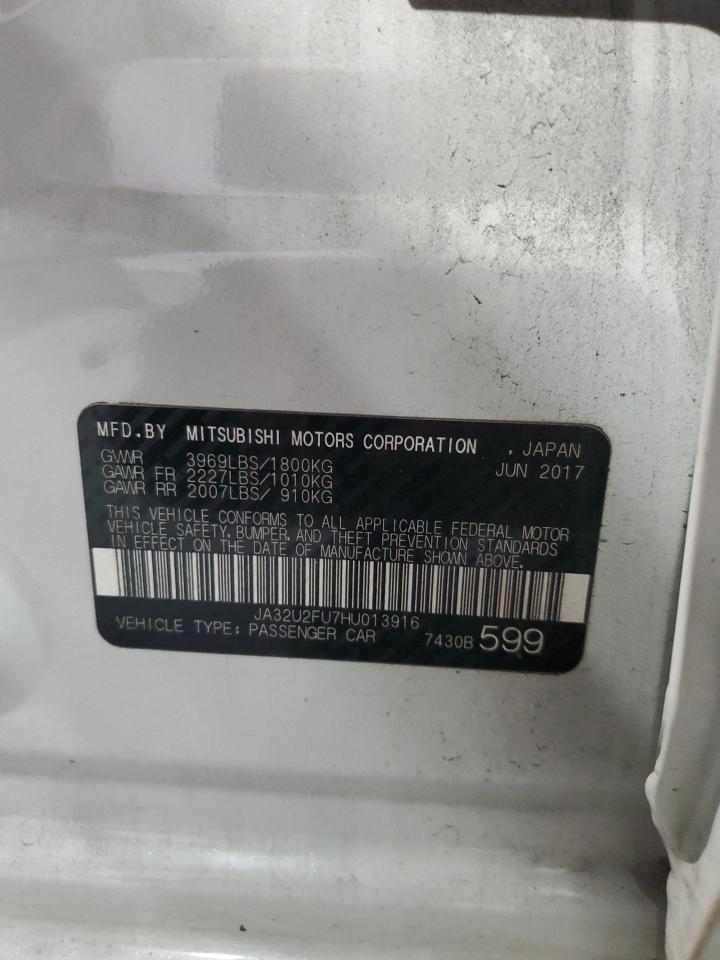 MFD.BY MITSUBISHI MOTORS CORPORATION , JAPAN
GVWR 3969LBS/1800KG JUN 2017
GAWR FR 2227LBS/1010KG
GAWR RR 2007LBS/ 910KG
THIS VEHICLE CONFORMS TO ALL APPLICABLE FEDERAL MOTOR
VEHICLE SAFETY, BUMPER, AND THEFT PREVENTION STANDARDS
IN EFFECT ON THE DATE OF MANUFACTURE SHOWN ABOVE.
JA32U2FU7HU013916
VEHICLE TYPE: PASSENGER CAR 7430B 599